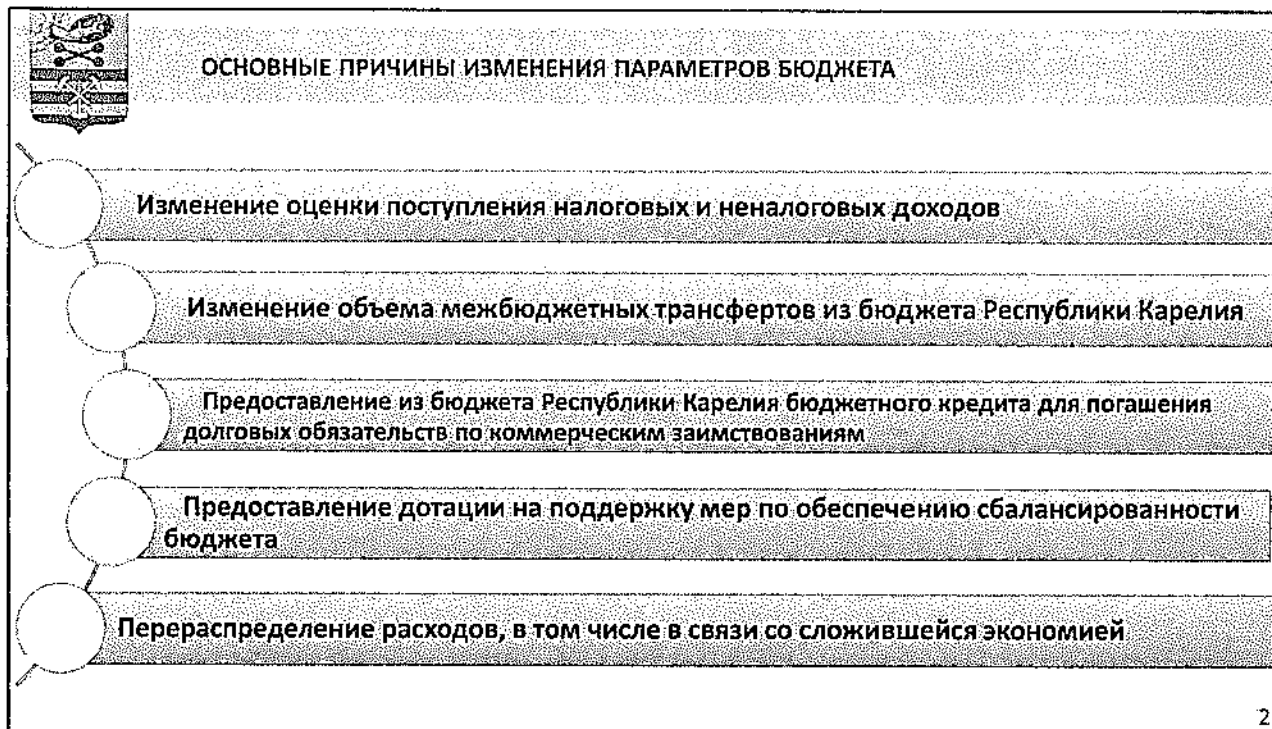 ОСНОВНЫЕ ПРИЧИНЫ ИЗМЕНЕНИЯ ПАРАМЕТРОВ БЮДЖЕТА
Изменение оценки поступления налоговых и неналоговых доходов
Изменение объема межбюджетных трансфертов из бюджета Республики Карелия
Предоставление из бюджета Республики Карелия бюджетного кредита для погашения
долговых обязательств по коммерческим заимствованиям
Предоставление дотации на поддержку мер по обеспечению сбалансированности
бюджета
Перераспределение расходов, в том числе в связи со сложившейся экономией
2